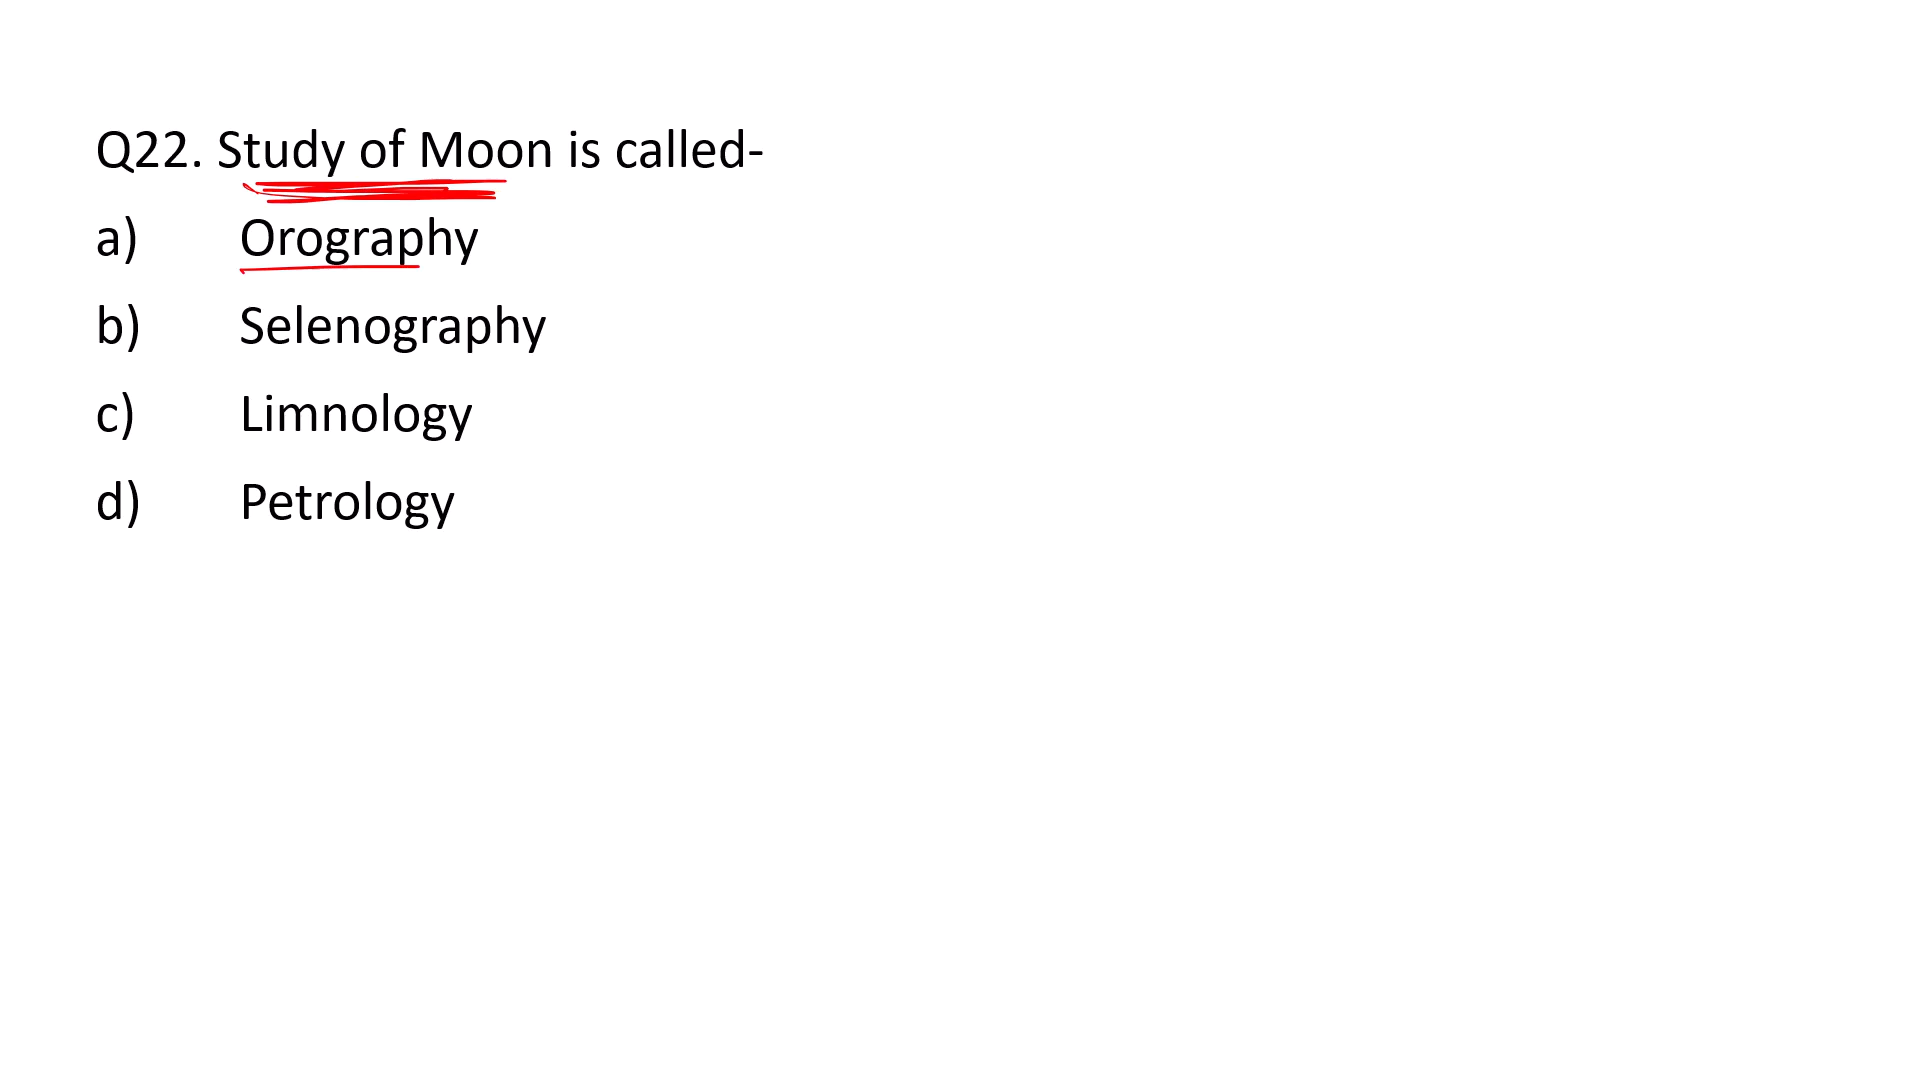 Q22. Study of Moon is called-
a) Orography
b) Selenography
c) Limnology
d) Petrology